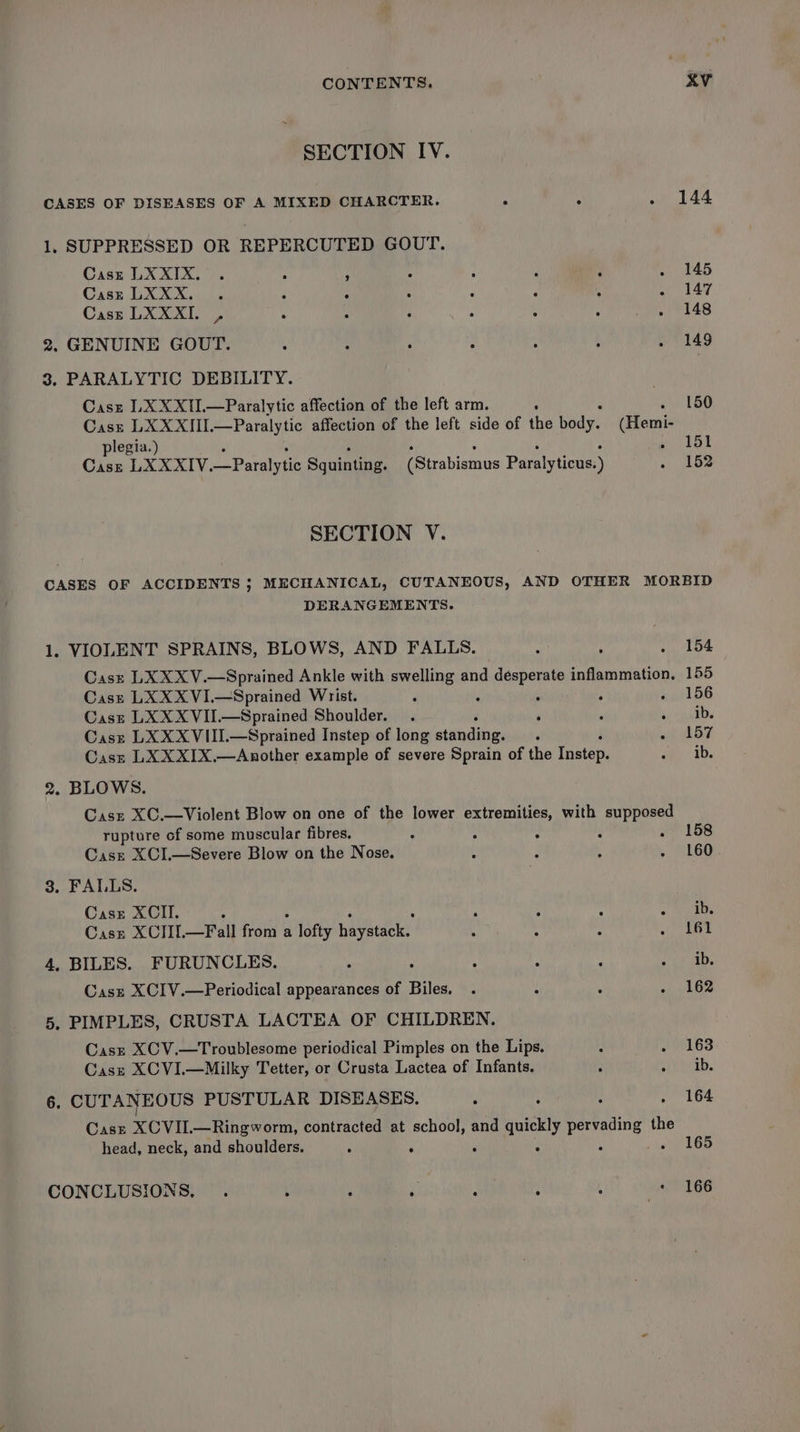 CONTENTS. XV
SECTION IV.
CASES OF DISEASES OF A MIXED CHARCTER. . . . 144
1. SUPPRESSED OR REPERCUTED GOUT.
CASE LXXIX. . . . . . . . . 145
CASE LXXX. . . . . . . . . 147
CASE LXXXI. . . . . . . . . 148
2. GENUINE GOUT. . . . . . . . 149
3. PARALYTIC DEBILITY.
CASE LXXXII.—Paralytic affection of the left arm. . . . 150
CASE LXXXIII.—Paralytic affection of the left side of the body. (Hemi-
plegia.) . . . . . . . 151
CASE LXXXIV.—Paralytic Squinting. (Strabismus Paralyticus.) . 152
SECTION V.
CASES OF ACCIDENTS; MECHANICAL, CUTANEOUS, AND OTHER MORBID
DERANGEMENTS.
1. VIOLENT SPRAINS, BLOWS, AND FALLS. . . . 154
CASE LXXXV.—Sprained Ankle with swelling and desperate inflammation. 155
CASE LXXXVI.—Sprained Wrist. . . . . . 156
CASE LXXXVII.—Sprained Shoulder. . . . . . ib.
CASE LXXXVIII.—Sprained Instep of long standing. . . . 157
CASE LXXXIX.—Another example of severe Sprain of the Instep. . ib.
2. BLOWS.
CASE XC.—Violent Blow on one of the lower extremities, with supposed
rupture of some muscular fibres. . . . . . 158
CASE XCI.—Severe Blow on the Nose. . . . . 160
3. FALLS.
CASE XCII. . . . . . . . . ib.
CASE XCIII.—Fall from a lofty haystack. . . . . 161
4. BILES. FURUNCLES. . . . . . . ib.
CASE XCIV.—Periodical appearances of Biles. . . . . 162
5. PIMPLES, CRUSTA LACTEA OF CHILDREN.
CASE XCV.—Troublesome periodical Pimples on the Lips. . . 163
CASE XCVI.—Milky Tetter, or Crusta Lactea of Infants. . . ib.
6. CUTANEOUS PUSTULAR DISEASES. . . . . 164
CASE XCVII.—Ringworm, contracted at school, and quickly pervading the
head, neck, and shoulders. . . . . . . 165
CONCLUSIONS. . . . . . . . . 166